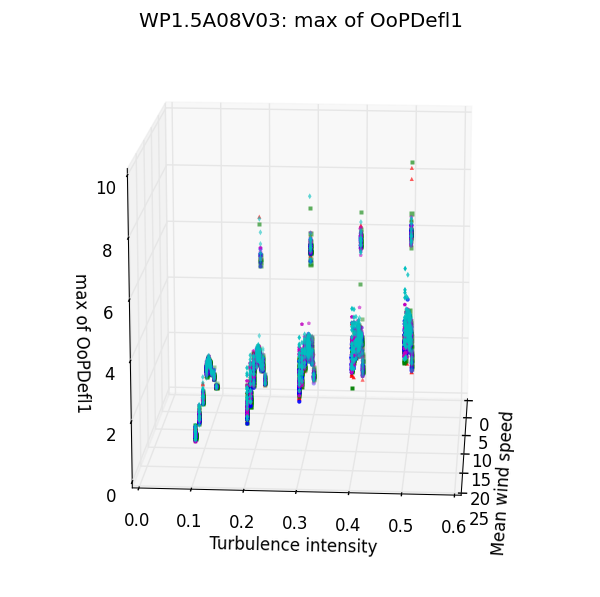 WP1.5A08V03: max of OoPDefl1
10
8
6
4
2
0
max of OoPDefl1
0.0 0.1 0.2 0.3 0.4 0.5 0.6
Turbulence intensity
0
5
10
15
20
25
Mean wind speed